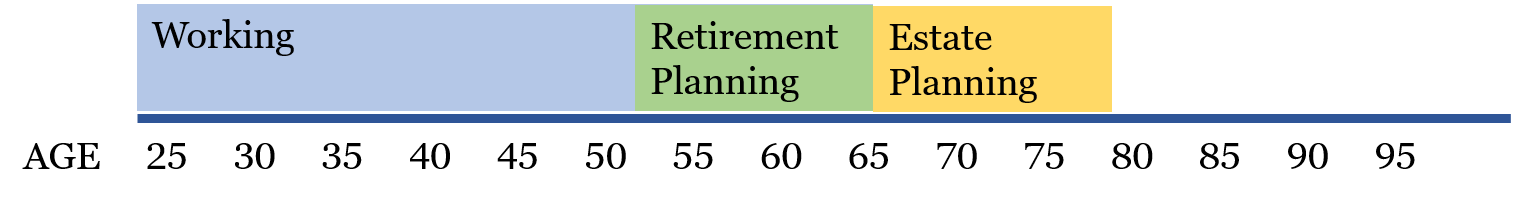 Working
Retirement
Planning
Estate
Planning
AGE 25 30 35 40 45 50 55 60 65 70 75 80 85 90 95